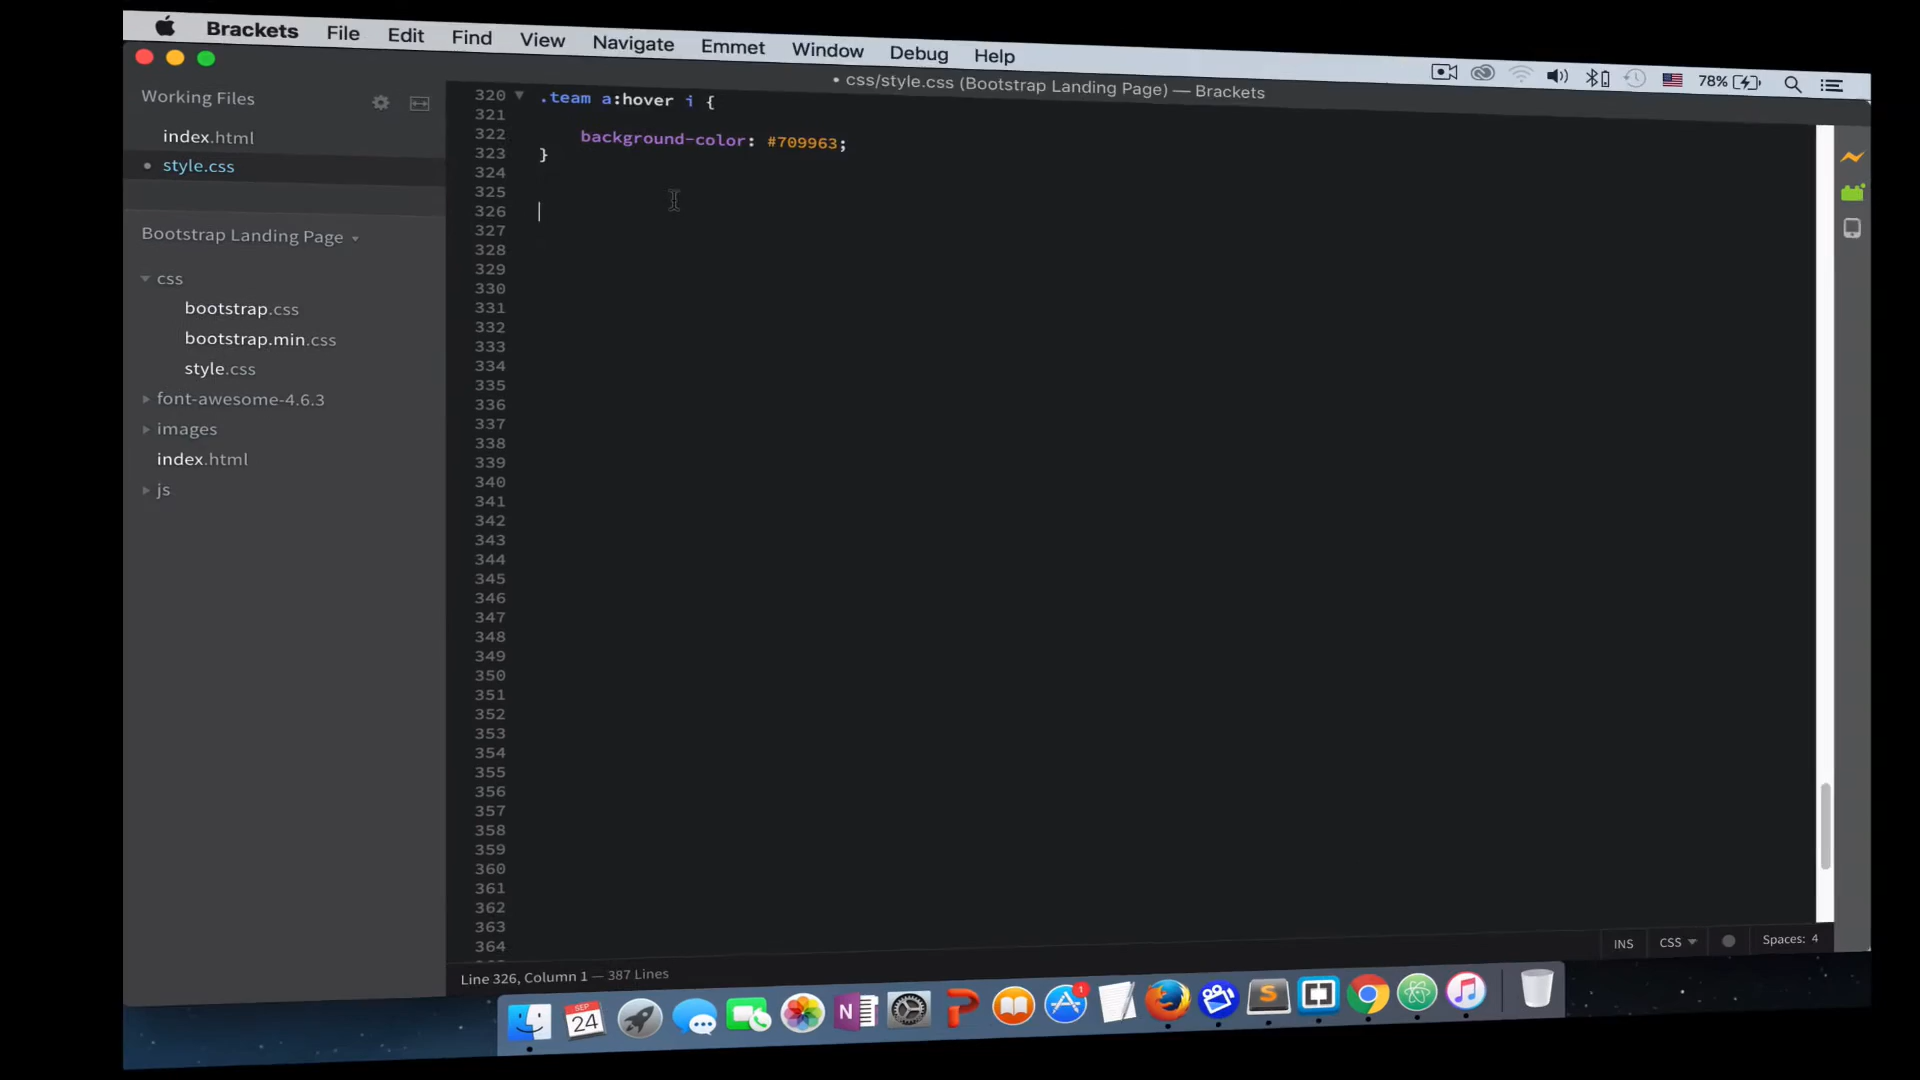 Brackets File Edit Find View Navigate Emmet Window Debug Help 78%
• css/style.css (Bootstrap Landing Page) — Brackets
Working Files
index.html
• style.css
Bootstrap Landing Page
css
bootstrap.css
bootstrap.min.css
style.css
font-awesome-4.6.3
images
index.html
js
320 .team a:hover i {
321
322 background-color: #709963;
323 }
324
325
326
327
328
329
330
331
332
333
334
335
336
337
338
339
340
341
342
343
344
345
346
347
348
349
350
351
352
353
354
355
356
357
358
359
360
361
362
363
364
Line 326, Column 1 — 387 Lines
INS CSS Spaces: 4
SEP
24
N
P
1
S